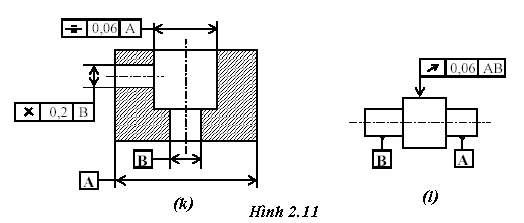 0,06 A
0,06 AB
0,2 B
B
B
A
A
(k)
(l)
Hình 2.11